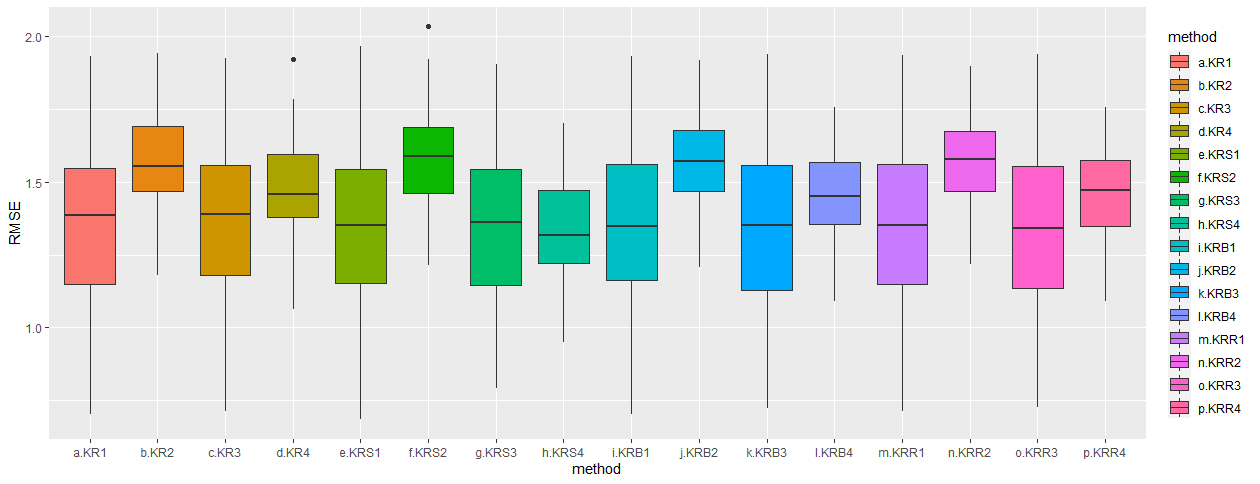 2.0
1.5
1.0
RMSE
a.KR1 b.KR2 c.KR3 d.KR4 e.KRS1 f.KRS2 g.KRS3 h.KRS4 i.KRB1 j.KRB2 k.KRB3 l.KRB4 m.KRR1 n.KRR2 o.KRR3 p.KRR4
method
method
a.KR1
b.KR2
c.KR3
d.KR4
e.KRS1
f.KRS2
g.KRS3
h.KRS4
i.KRB1
j.KRB2
k.KRB3
l.KRB4
m.KRR1
n.KRR2
o.KRR3
p.KRR4